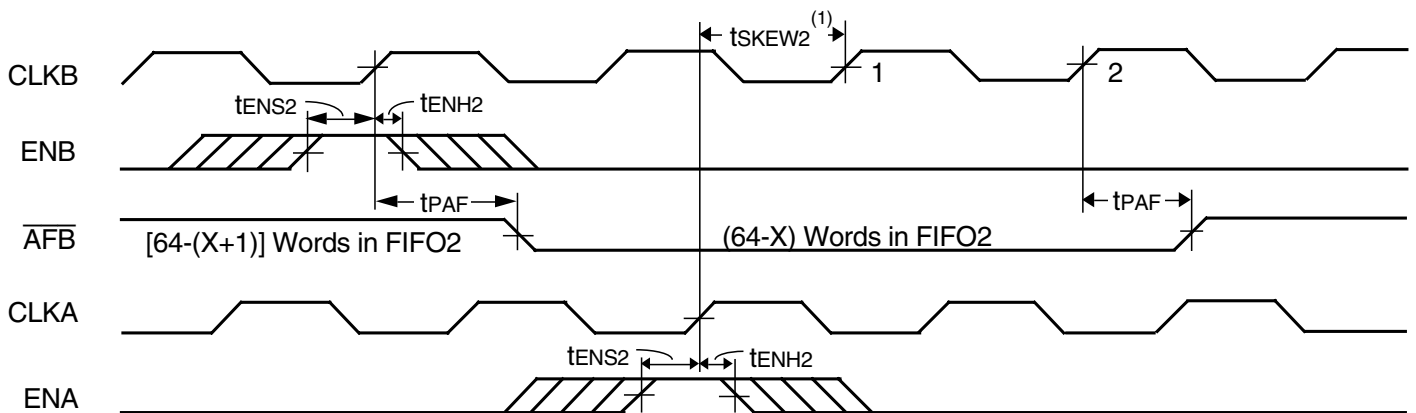 tSKEW2 (1)
CLKB 1 2
tENS2 tENH2
ENB
tPAF tPAF
AFB [64-(X+1)] Words in FIFO2 (64-X) Words in FIFO2
CLKA
tENS2 tENH2
ENA